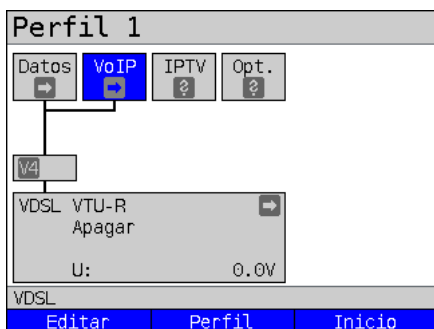 Perfil 1
Datos VoIP IPTV Opt.
V4
VDSL VTU-R
Apagar
U: 0.0V
VDSL
Editar Perfil Inicio